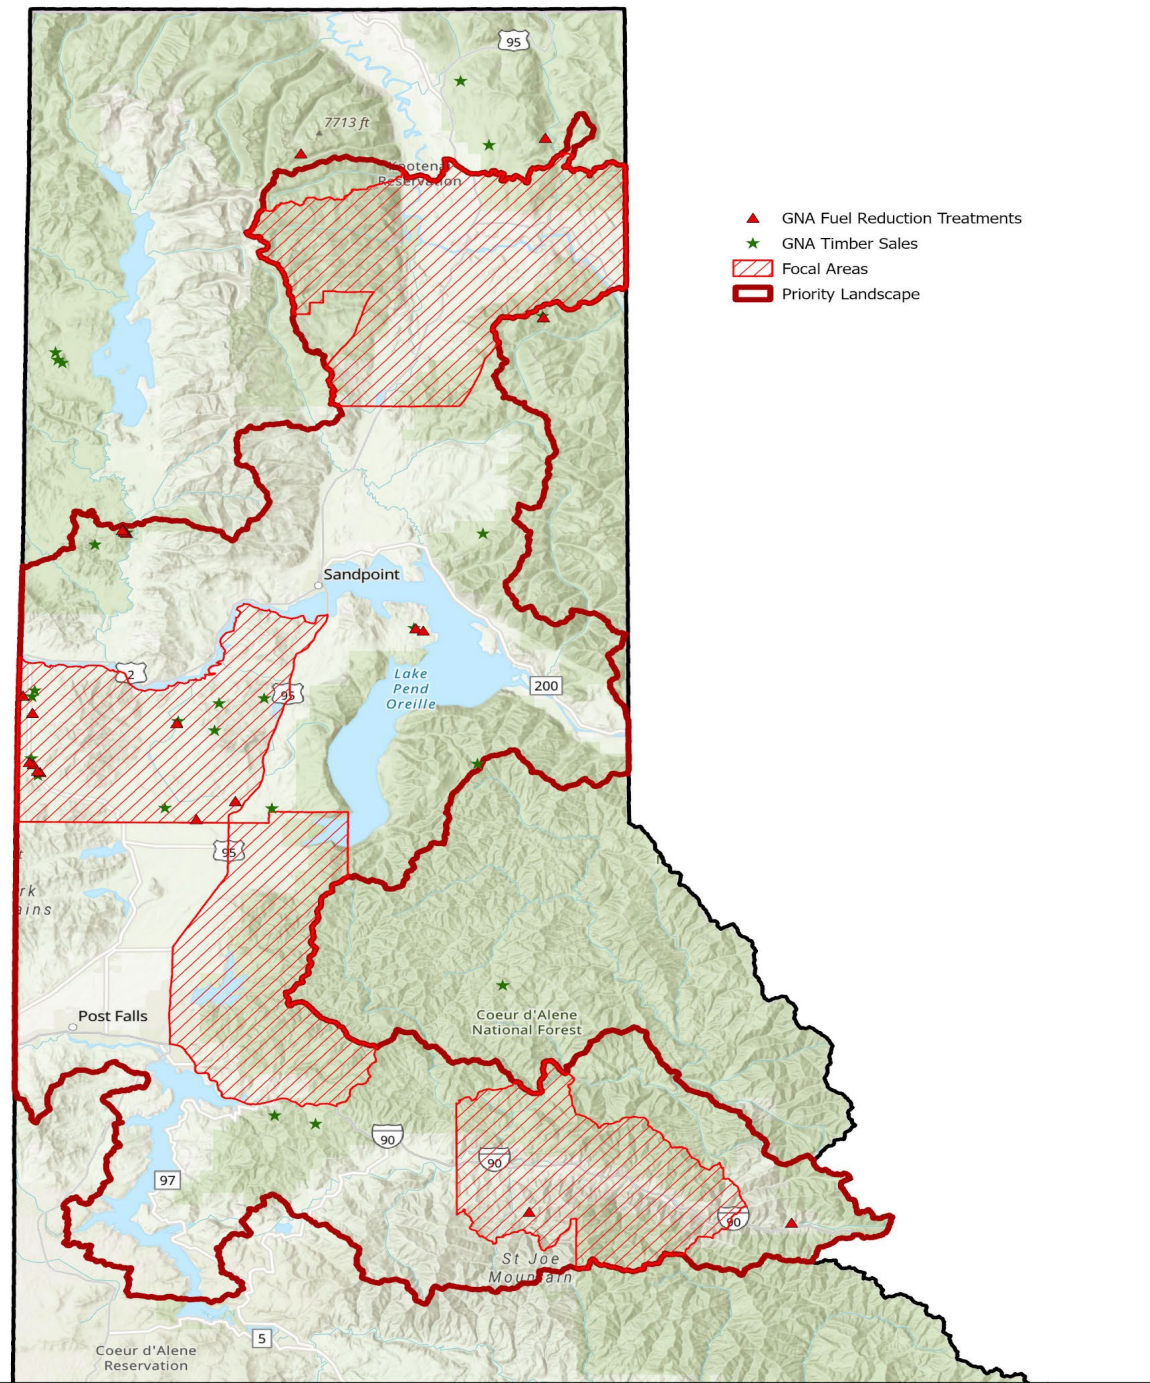 95
7713 ft
Kootenai
Reservation
GNA Fuel Reduction Treatments
GNA Timber Sales
Focal Areas
Priority Landscape
Sandpoint
2
95
Lake
Pend
Oreille
200
95
rk
ains
Post Falls
Coeur d'Alene
National Forest
90
90
97
90
St Joe
Mountain
5
Coeur d'Alene
Reservation